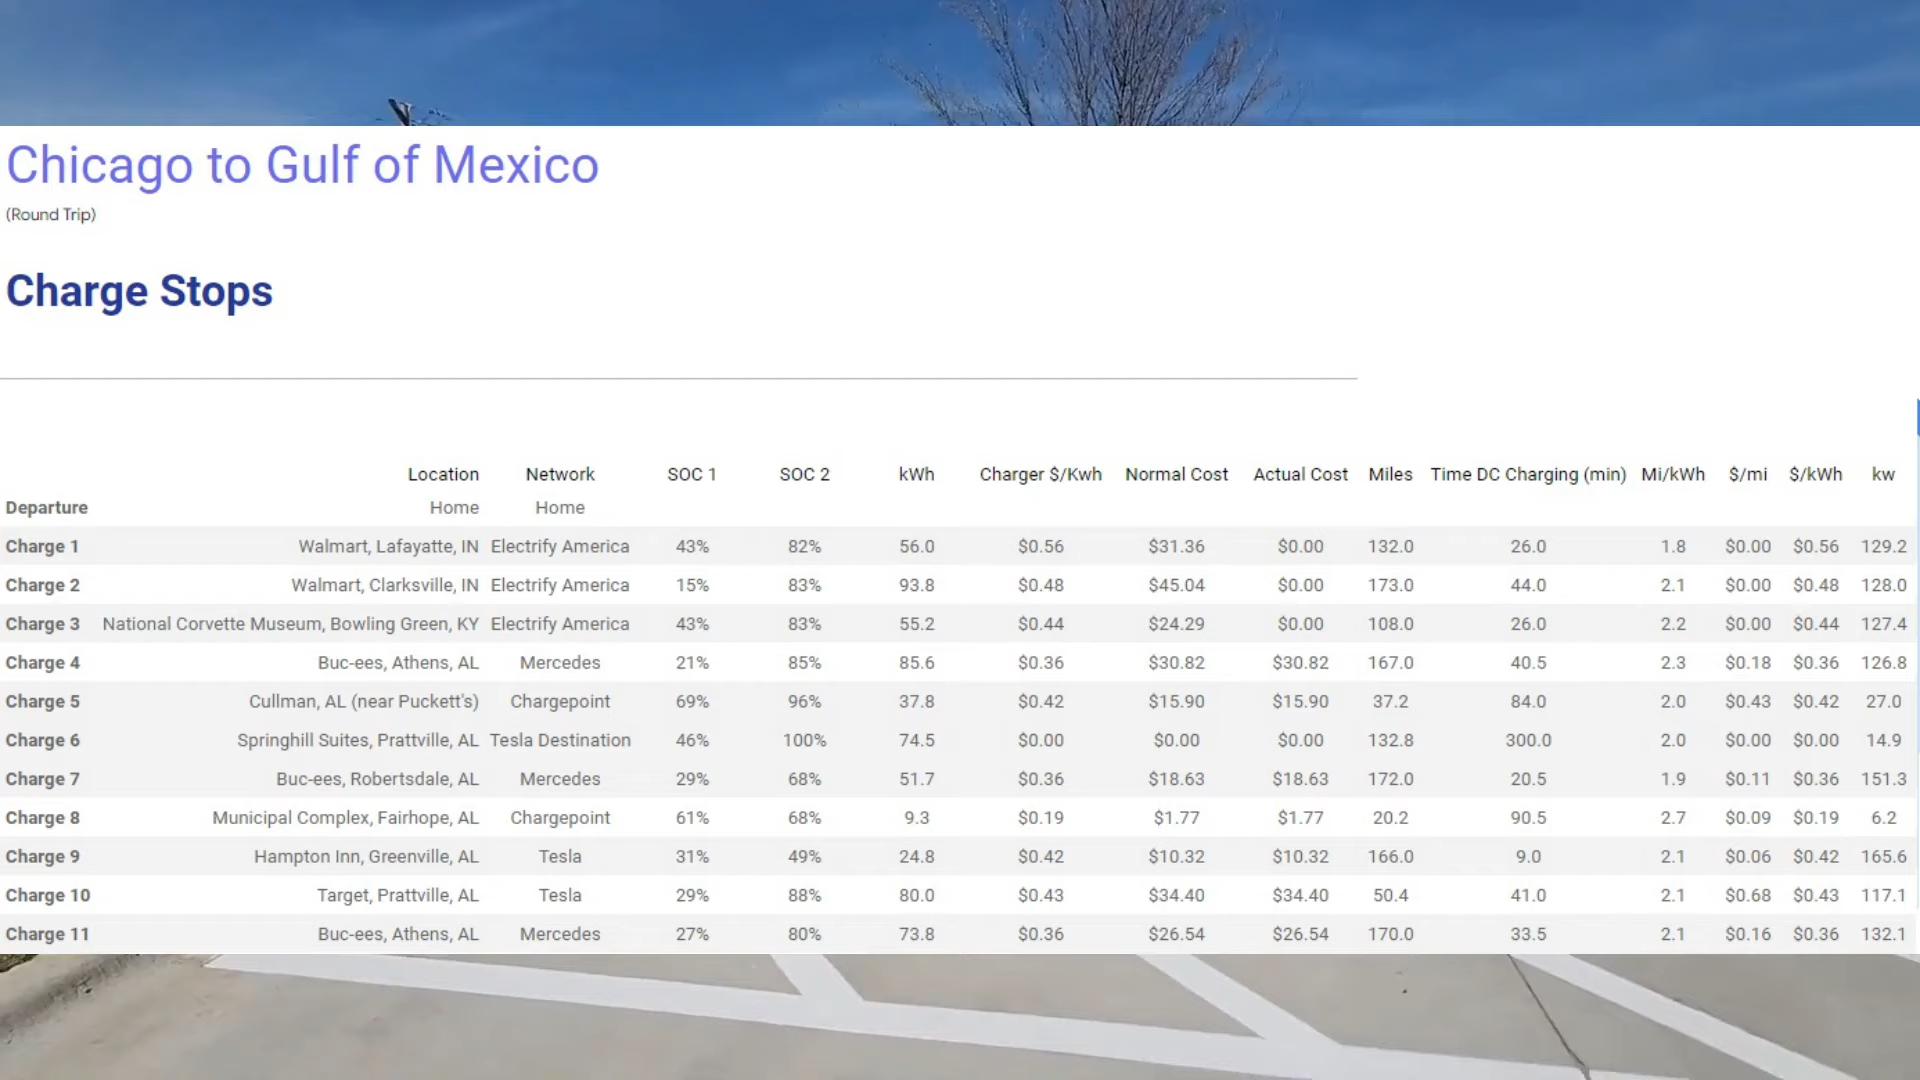 Chicago to Gulf of Mexico
(Round Trip)
Charge Stops
Location Network SOC 1 SOC 2 kWh Charger $/Kwh Normal Cost Actual Cost Miles Time DC Charging (min) Mi/kWh $/mi $/kWh kw
Departure Home Home
Charge 1 Walmart, Lafayatte, IN Electrify America 43% 82% 56.0 $0.56 $31.36 $0.00 132.0 26.0 1.8 $0.00 $0.56 129.2
Charge 2 Walmart, Clarksville, IN Electrify America 15% 83% 93.8 $0.48 $45.04 $0.00 173.0 44.0 2.1 $0.00 $0.48 128.0
Charge 3 National Corvette Museum, Bowling Green, KY Electrify America 43% 83% 55.2 $0.44 $24.29 $0.00 108.0 26.0 2.2 $0.00 $0.44 127.4
Charge 4 Buc-ees, Athens, AL Mercedes 21% 85% 85.6 $0.36 $30.82 $30.82 167.0 40.5 2.3 $0.18 $0.36 126.8
Charge 5 Cullman, AL (near Puckett's) Chargepoint 69% 96% 37.8 $0.42 $15.90 $15.90 37.2 84.0 2.0 $0.43 $0.42 27.0
Charge 6 Springhill Suites, Prattville, AL Tesla Destination 46% 100% 74.5 $0.00 $0.00 $0.00 132.8 300.0 2.0 $0.00 $0.00 14.9
Charge 7 Buc-ees, Robertsdale, AL Mercedes 29% 68% 51.7 $0.36 $18.63 $18.63 172.0 20.5 1.9 $0.11 $0.36 151.3
Charge 8 Municipal Complex, Fairhope, AL Chargepoint 61% 68% 9.3 $0.19 $1.77 $1.77 20.2 90.5 2.7 $0.09 $0.19 6.2
Charge 9 Hampton Inn, Greenville, AL Tesla 31% 49% 24.8 $0.42 $10.32 $10.32 166.0 9.0 2.1 $0.06 $0.42 165.6
Charge 10 Target, Prattville, AL Tesla 29% 88% 80.0 $0.43 $34.40 $34.40 50.4 41.0 2.1 $0.68 $0.43 117.1
Charge 11 Buc-ees, Athens, AL Mercedes 27% 80% 73.8 $0.36 $26.54 $26.54 170.0 33.5 2.1 $0.16 $0.36 132.1